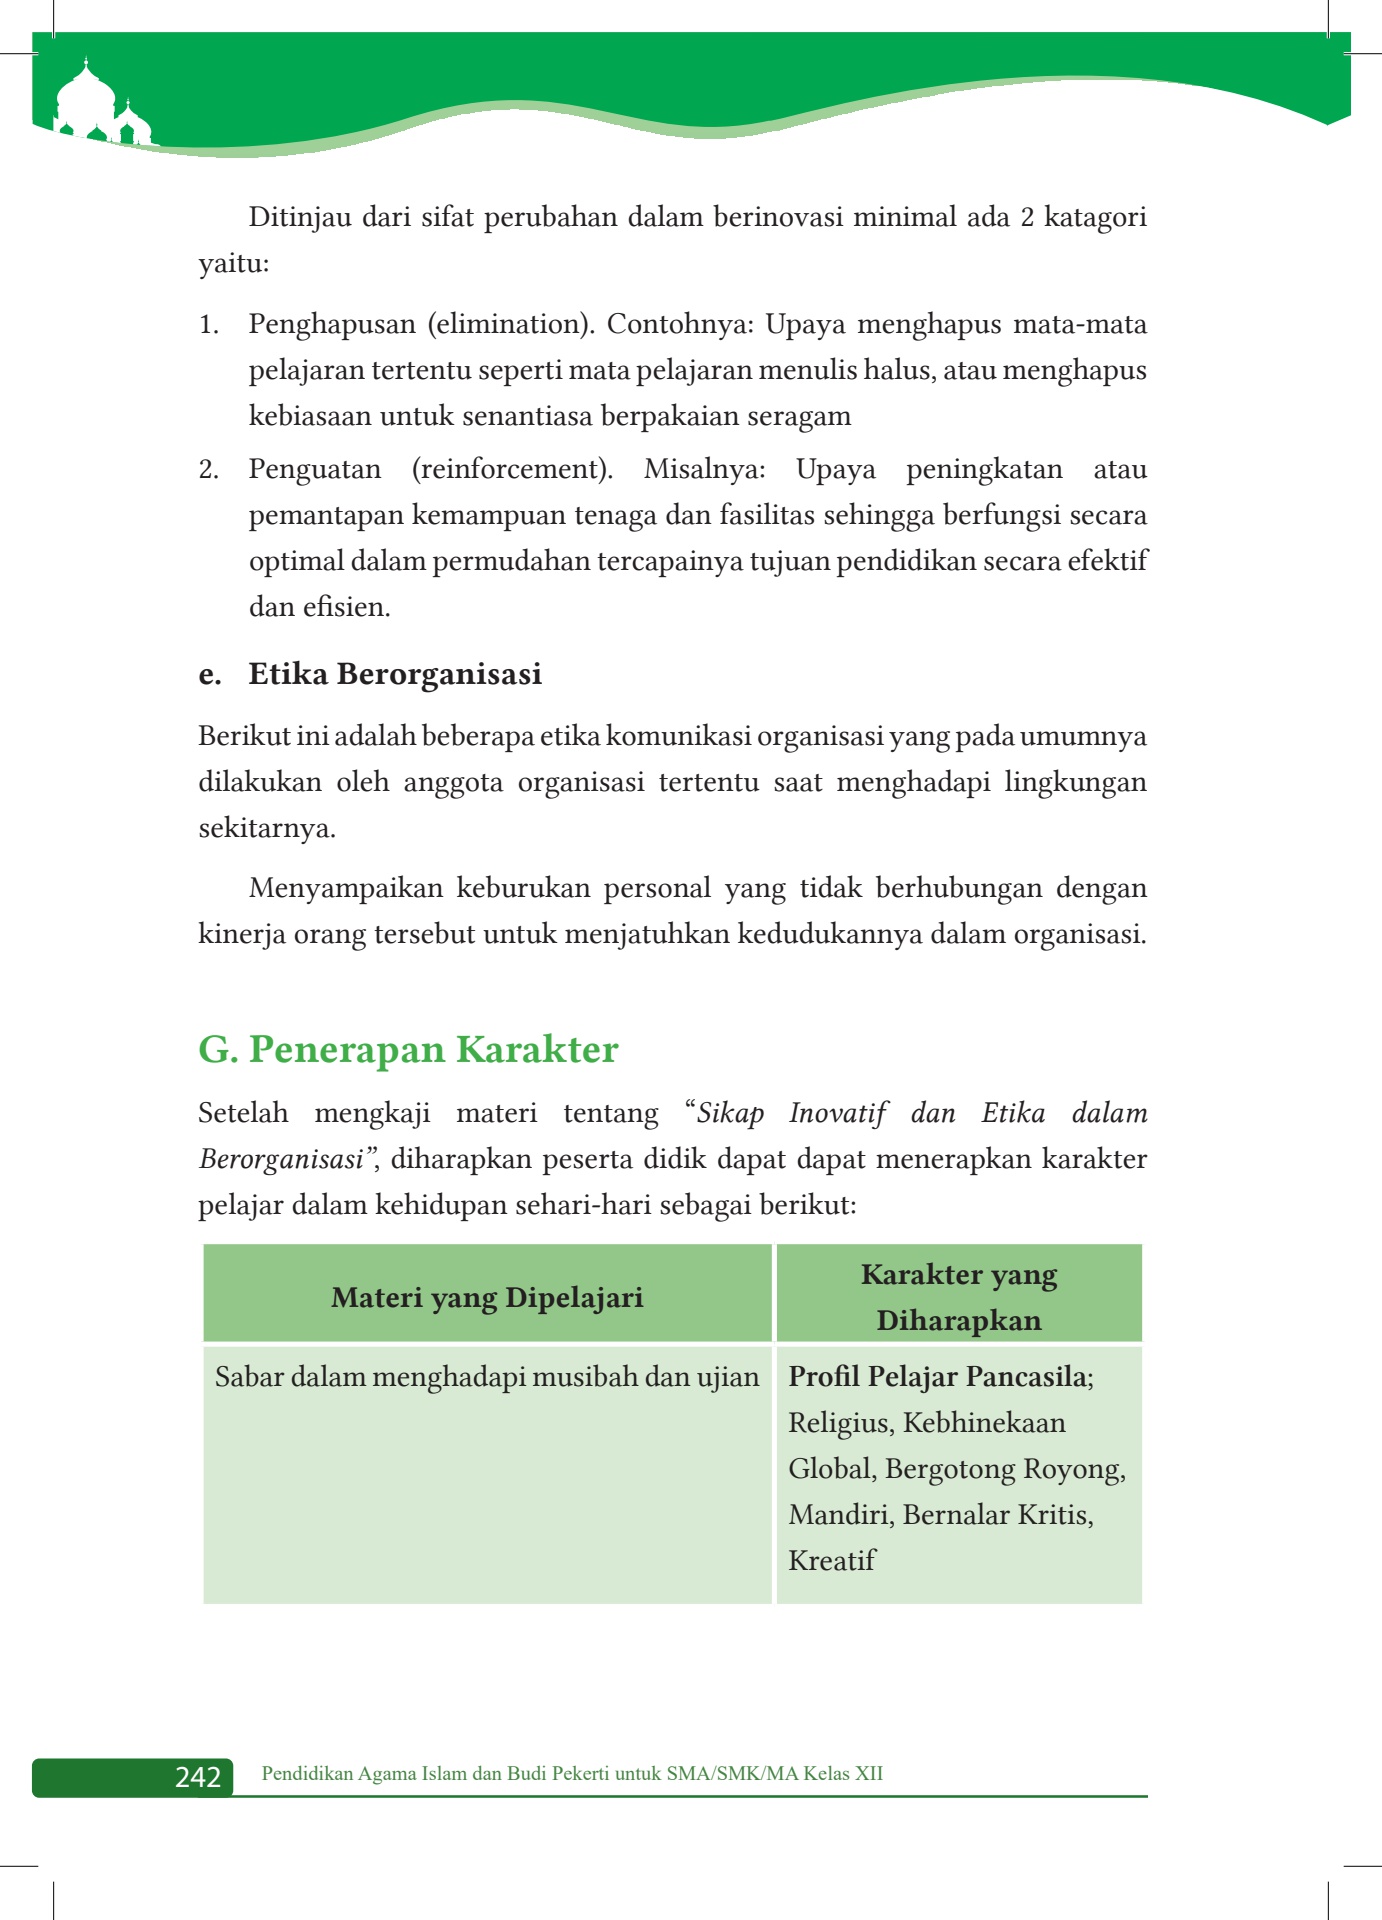 Ditinjau dari sifat perubahan dalam berinovasi minimal ada 2 katagori
yaitu:
1. Penghapusan (elimination). Contohnya: Upaya menghapus mata-mata
pelajaran tertentu seperti mata pelajaran menulis halus, atau menghapus
kebiasaan untuk senantiasa berpakaian seragam
2. Penguatan (reinforcement). Misalnya: Upaya peningkatan atau
pemantapan kemampuan tenaga dan fasilitas sehingga berfungsi secara
optimal dalam permudahan tercapainya tujuan pendidikan secara efektif
dan efisien.
e. Etika Berorganisasi
Berikut ini adalah beberapa etika komunikasi organisasi yang pada umumnya
dilakukan oleh anggota organisasi tertentu saat menghadapi lingkungan
sekitarnya.
Menyampaikan keburukan personal yang tidak berhubungan dengan
kinerja orang tersebut untuk menjatuhkan kedudukannya dalam organisasi.
G. Penerapan Karakter
Setelah mengkaji materi tentang “Sikap Inovatif dan Etika dalam
Berorganisasi”, diharapkan peserta didik dapat dapat menerapkan karakter
pelajar dalam kehidupan sehari-hari sebagai berikut:
Materi yang Dipelajari
Karakter yang
Diharapkan
Sabar dalam menghadapi musibah dan ujian
Profil Pelajar Pancasila;
Religius, Kebhinekaan
Global, Bergotong Royong,
Mandiri, Bernalar Kritis,
Kreatif
242 Pendidikan Agama Islam dan Budi Pekerti untuk SMA/SMK/MA Kelas XII